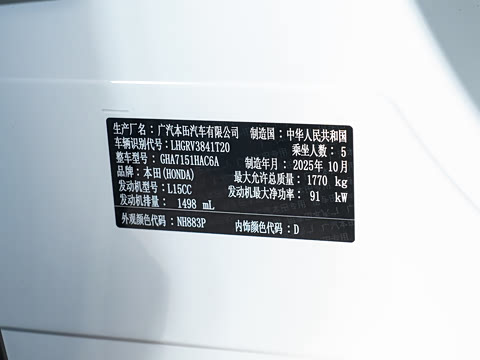 生产厂名：广汽本田汽车有限公司 制造国：中华人民共和国
车辆识别代号：LHGRV3841T20 乘坐人数：5
整车型号：GHA7151HAC6A 制造年月：2025年10月
品牌：本田(HONDA) 最大允许总质量：1770 kg
发动机型号：L15CC 发动机最大净功率：91 kW
发动机排量：1498 mL
外观颜色代码：NH883P 内饰颜色代码：D